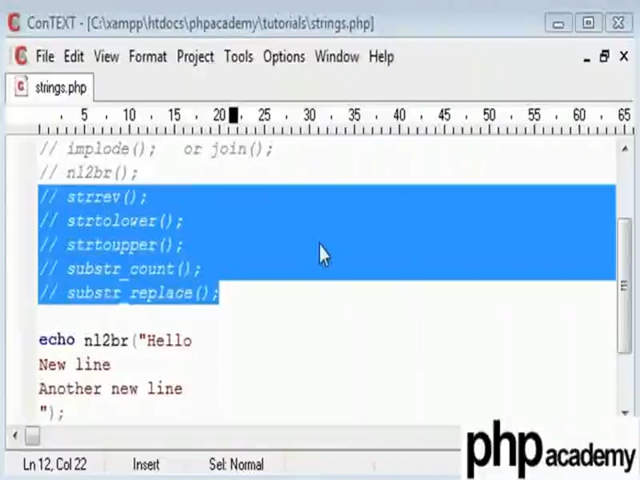 ConTEXT - [C:\xampp\htdocs\phpacademy\tutorials\strings.php]
File Edit View Format Project Tools Options Window Help
strings.php
5 10 15 20 25 30 35 40 45 50 55 60 65
// implode();   or join();
// nl2br();
// strrev();
// strtolower();
// strtoupper();
// substr_count();
// substr_replace();
echo nl2br("Hello
New line
Another new line
");
Ln 12, Col 22 Insert Sel: Normal
php academy